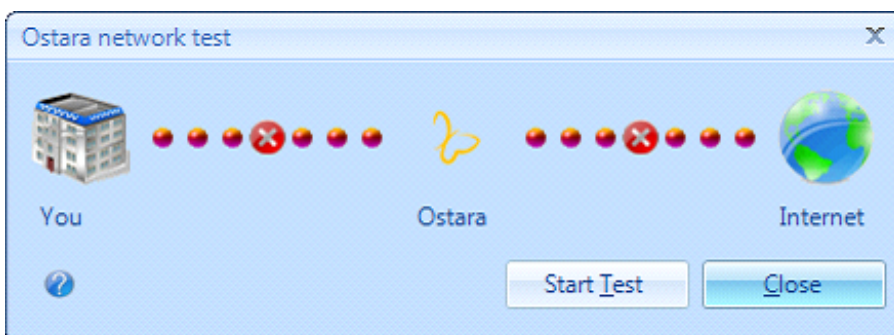 Ostara network test
You
Ostara
Internet
Start Test
Close